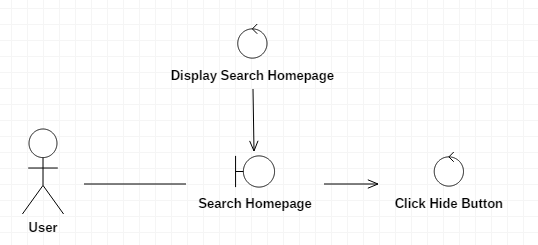 Display Search Homepage
Search Homepage
Click Hide Button
User